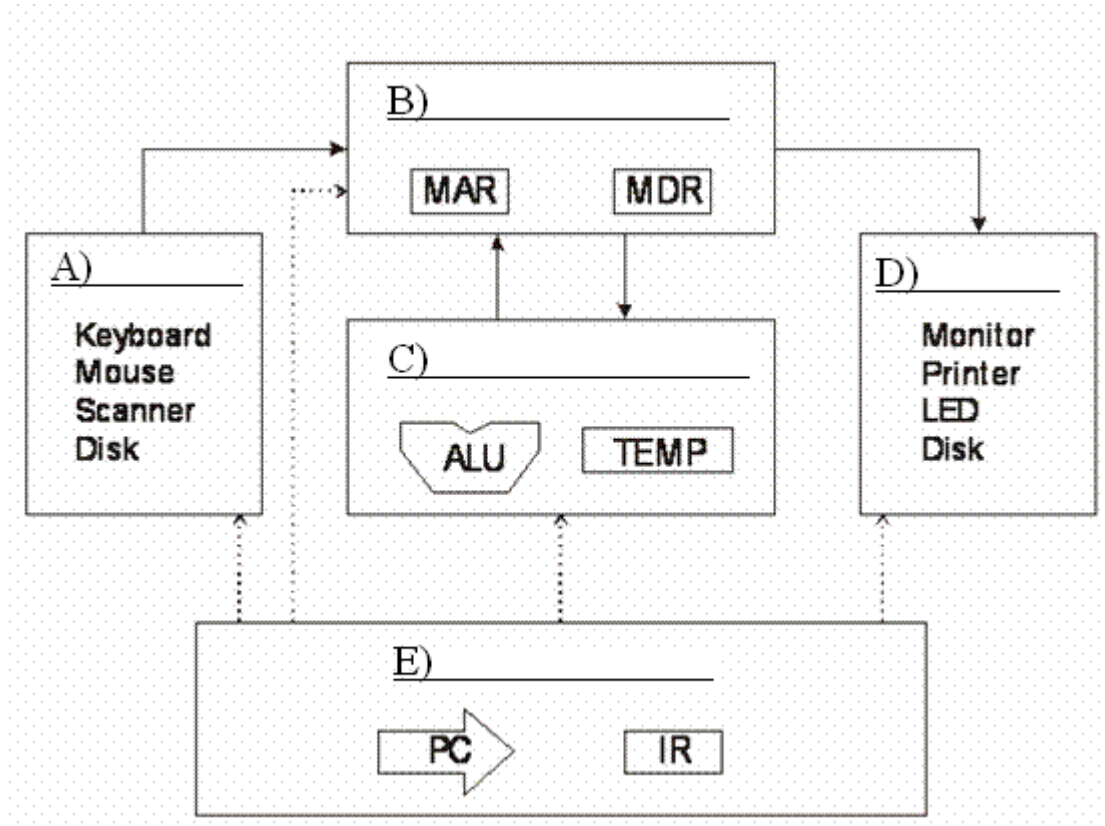 B)
MAR MDR
A)
Keyboard
Mouse
Scanner
Disk
C)
ALU TEMP
D)
Monitor
Printer
LED
Disk
E)
PC IR